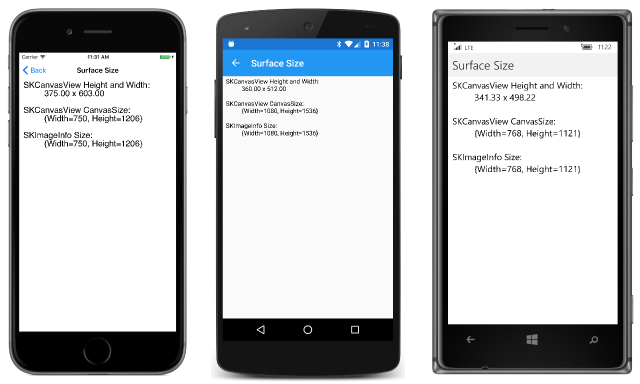 Carrier 11:31 AM
Back Surface Size
SKCanvasView Height and Width:
375.00 x 603.00
SKCanvasView CanvasSize:
{Width=750, Height=1206}
SKImageInfo Size:
{Width=750, Height=1206}
11:38
Surface Size
SKCanvasView Height and Width:
360.00 x 512.00
SKCanvasView CanvasSize:
{Width=1080, Height=1536}
SKImageInfo Size:
{Width=1080, Height=1536}
LTE 11:22
Surface Size
SKCanvasView Height and Width:
341.33 x 498.22
SKCanvasView CanvasSize:
{Width=768, Height=1121}
SKImageInfo Size:
{Width=768, Height=1121}